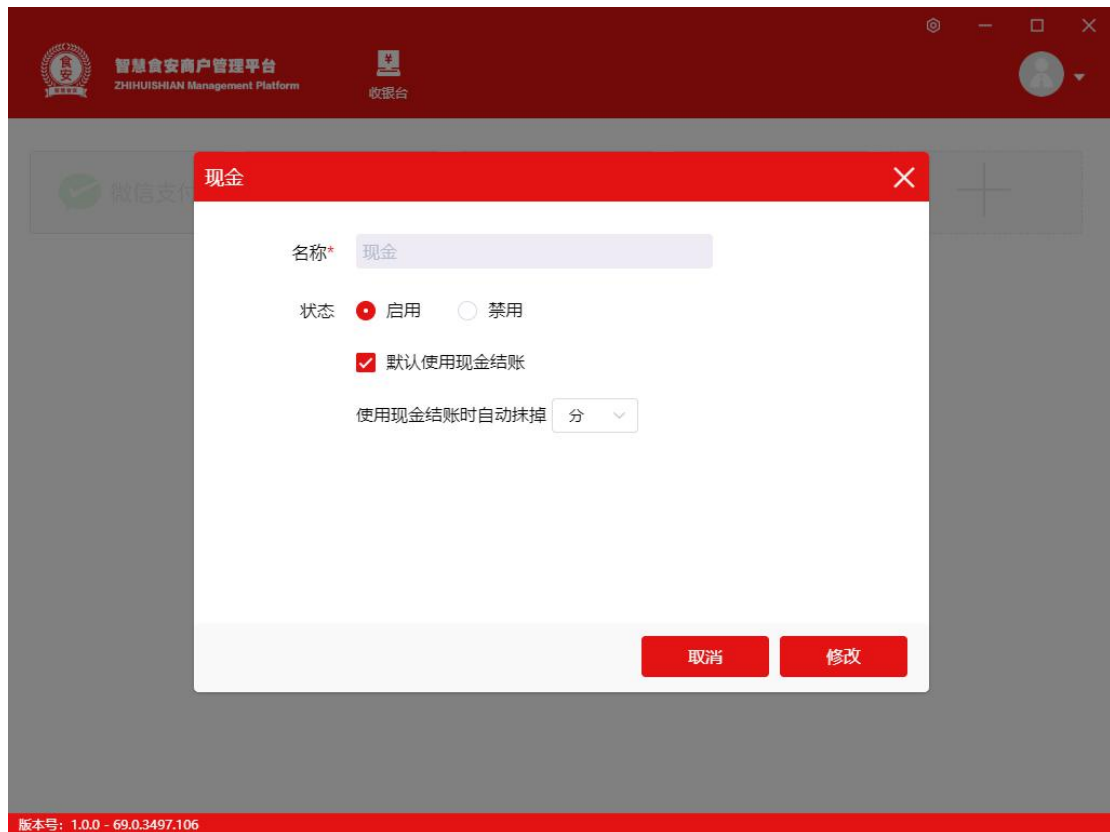 智慧食安商户管理平台
ZHIHUISHIAN Management Platform
食安
收银台
微信支付
现金
名称* 现金
状态 启用 禁用
默认使用现金结账
使用现金结账时自动抹掉 分
取消 修改
版本号：1.0.0 - 69.0.3497.106